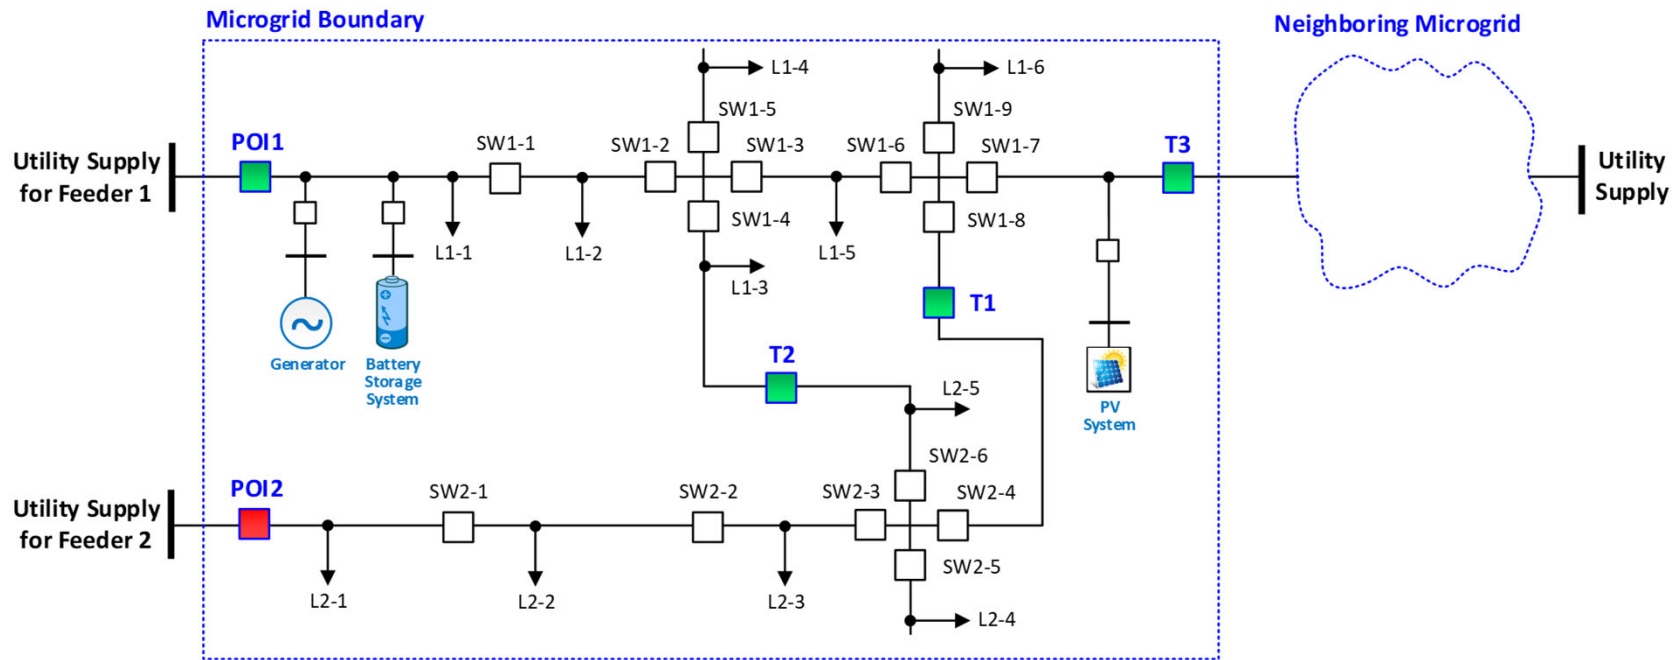 Microgrid Boundary
Neighboring Microgrid
L1-4
L1-6
SW1-5
SW1-9
POI1
SW1-1
SW1-2
SW1-3
SW1-6
SW1-7
T3
Utility Supply
for Feeder 1
Utility
Supply
SW1-4
SW1-8
L1-1
L1-2
L1-5
L1-3
T1
Generator
Battery
Storage
System
T2
L2-5
PV
System
SW2-6
POI2
SW2-1
SW2-2
SW2-3
SW2-4
Utility Supply
for Feeder 2
SW2-5
L2-1
L2-2
L2-3
L2-4